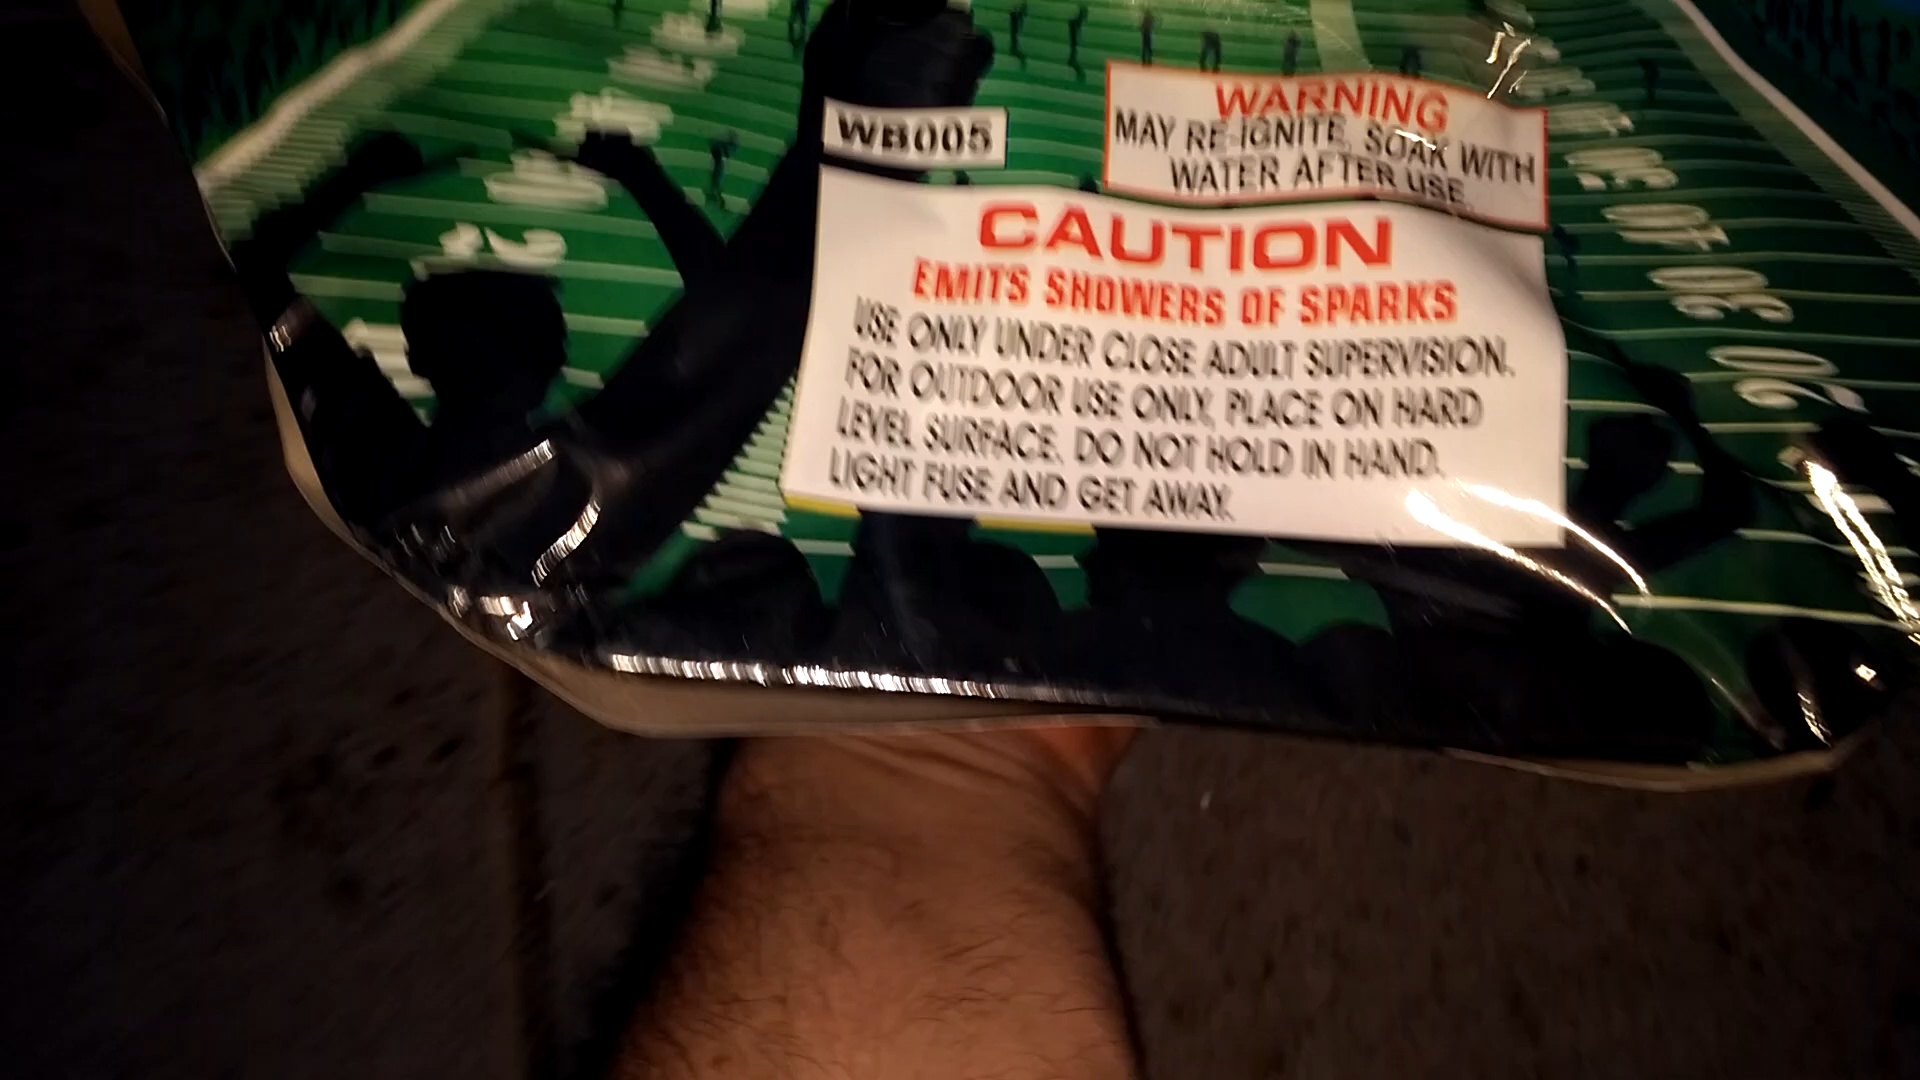 WB005
WARNING
MAY RE-IGNITE, SOAK WITH
WATER AFTER USE.
CAUTION
EMITS SHOWERS OF SPARKS
USE ONLY UNDER CLOSE ADULT SUPERVISION.
FOR OUTDOOR USE ONLY, PLACE ON HARD
LEVEL SURFACE. DO NOT HOLD IN HAND.
LIGHT FUSE AND GET AWAY.